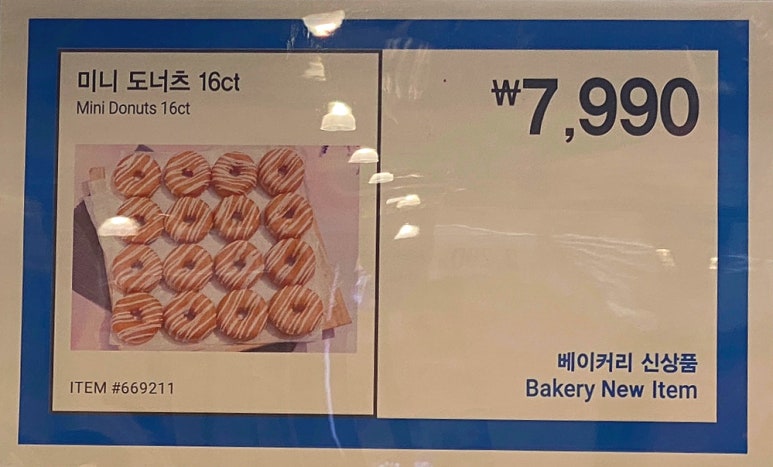 미니 도너츠 16ct
Mini Donuts 16ct
₩7,990
ITEM #669211
베이커리 신상품
Bakery New Item